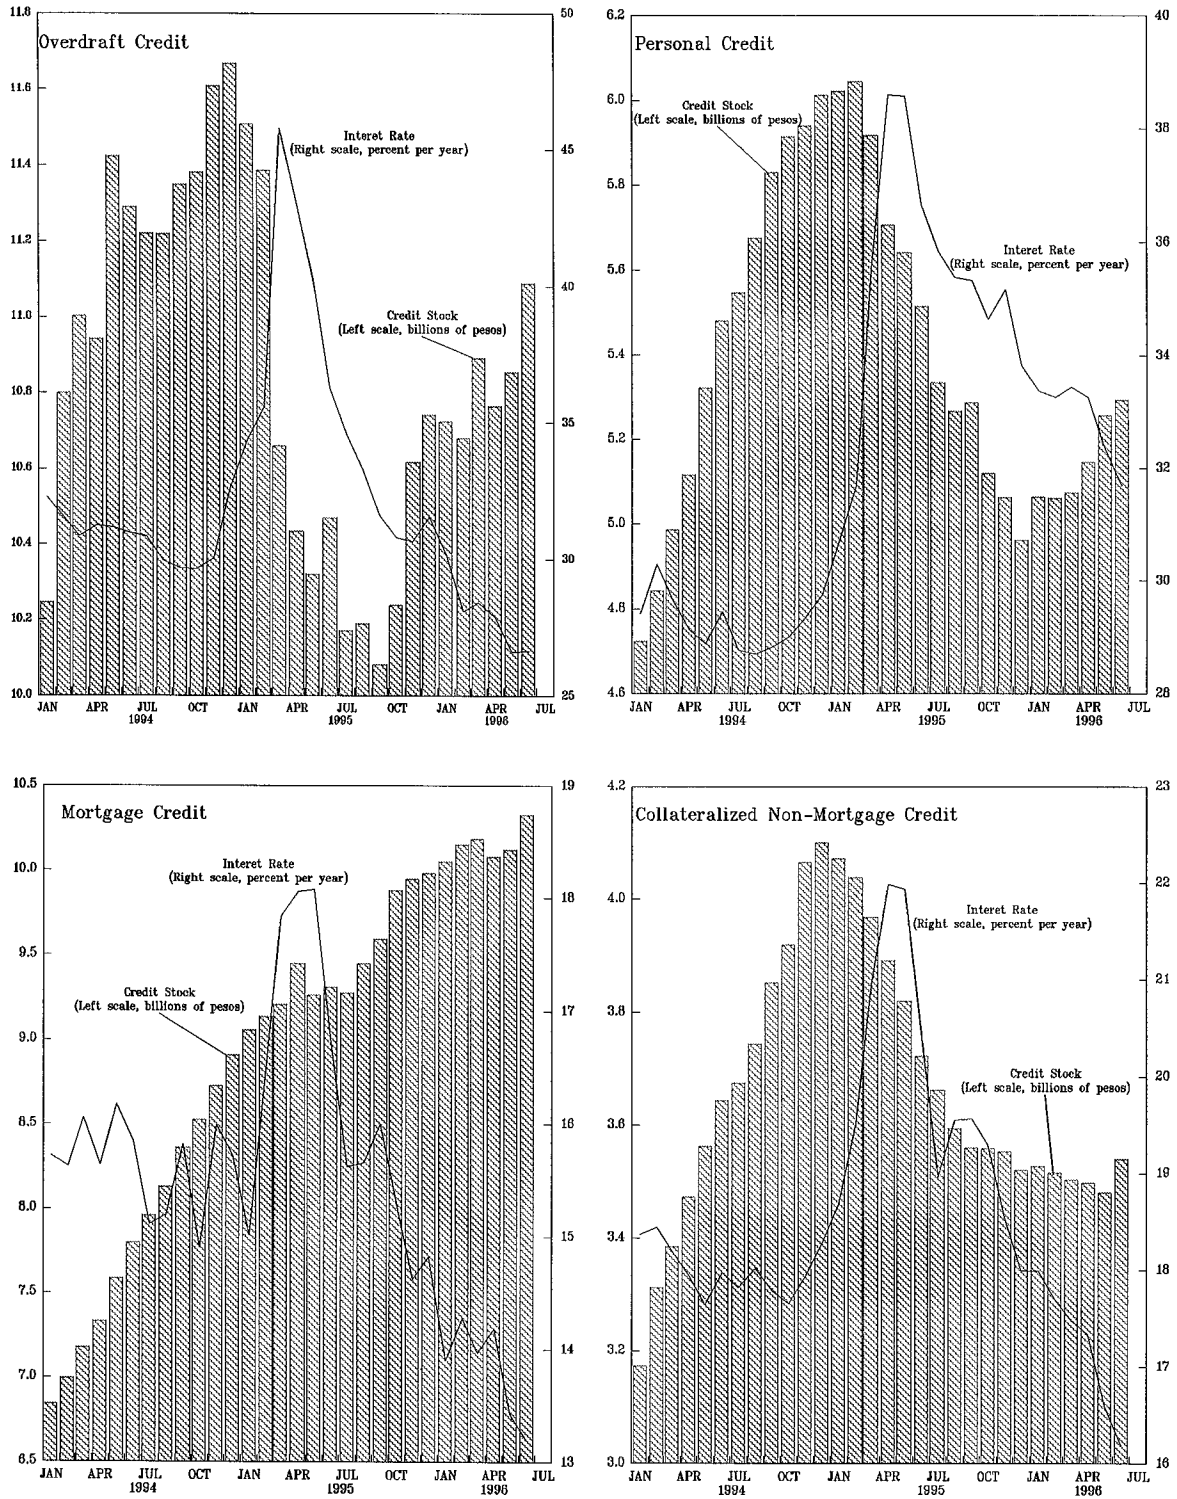 Overdraft Credit
11.8
11.6
11.4
11.2
11.0
10.8
10.6
10.4
10.2
10.0
50
45
40
35
30
25
Interet Rate
(Right scale, percent per year)
Credit Stock
(Left scale, billions of pesos)
JAN APR JUL OCT JAN APR JUL OCT JAN APR JUL
1994 1995 1996
Personal Credit
6.2
6.0
5.8
5.6
5.4
5.2
5.0
4.8
4.6
40
38
36
34
32
30
28
Credit Stock
(Left scale, billions of pesos)
Interet Rate
(Right scale, percent per year)
JAN APR JUL OCT JAN APR JUL OCT JAN APR JUL
1994 1995 1996
Mortgage Credit
10.5
10.0
9.5
9.0
8.5
8.0
7.5
7.0
6.5
19
18
17
16
15
14
13
Interet Rate
(Right scale, percent per year)
Credit Stock
(Left scale, billions of pesos)
JAN APR JUL OCT JAN APR JUL OCT JAN APR JUL
1994 1995 1996
Collateralized Non-Mortgage Credit
4.2
4.0
3.8
3.6
3.4
3.2
3.0
23
22
21
20
19
18
17
16
Interet Rate
(Right scale, percent per year)
Credit Stock
(Left scale, billions of pesos)
JAN APR JUL OCT JAN APR JUL OCT JAN APR JUL
1994 1995 1996